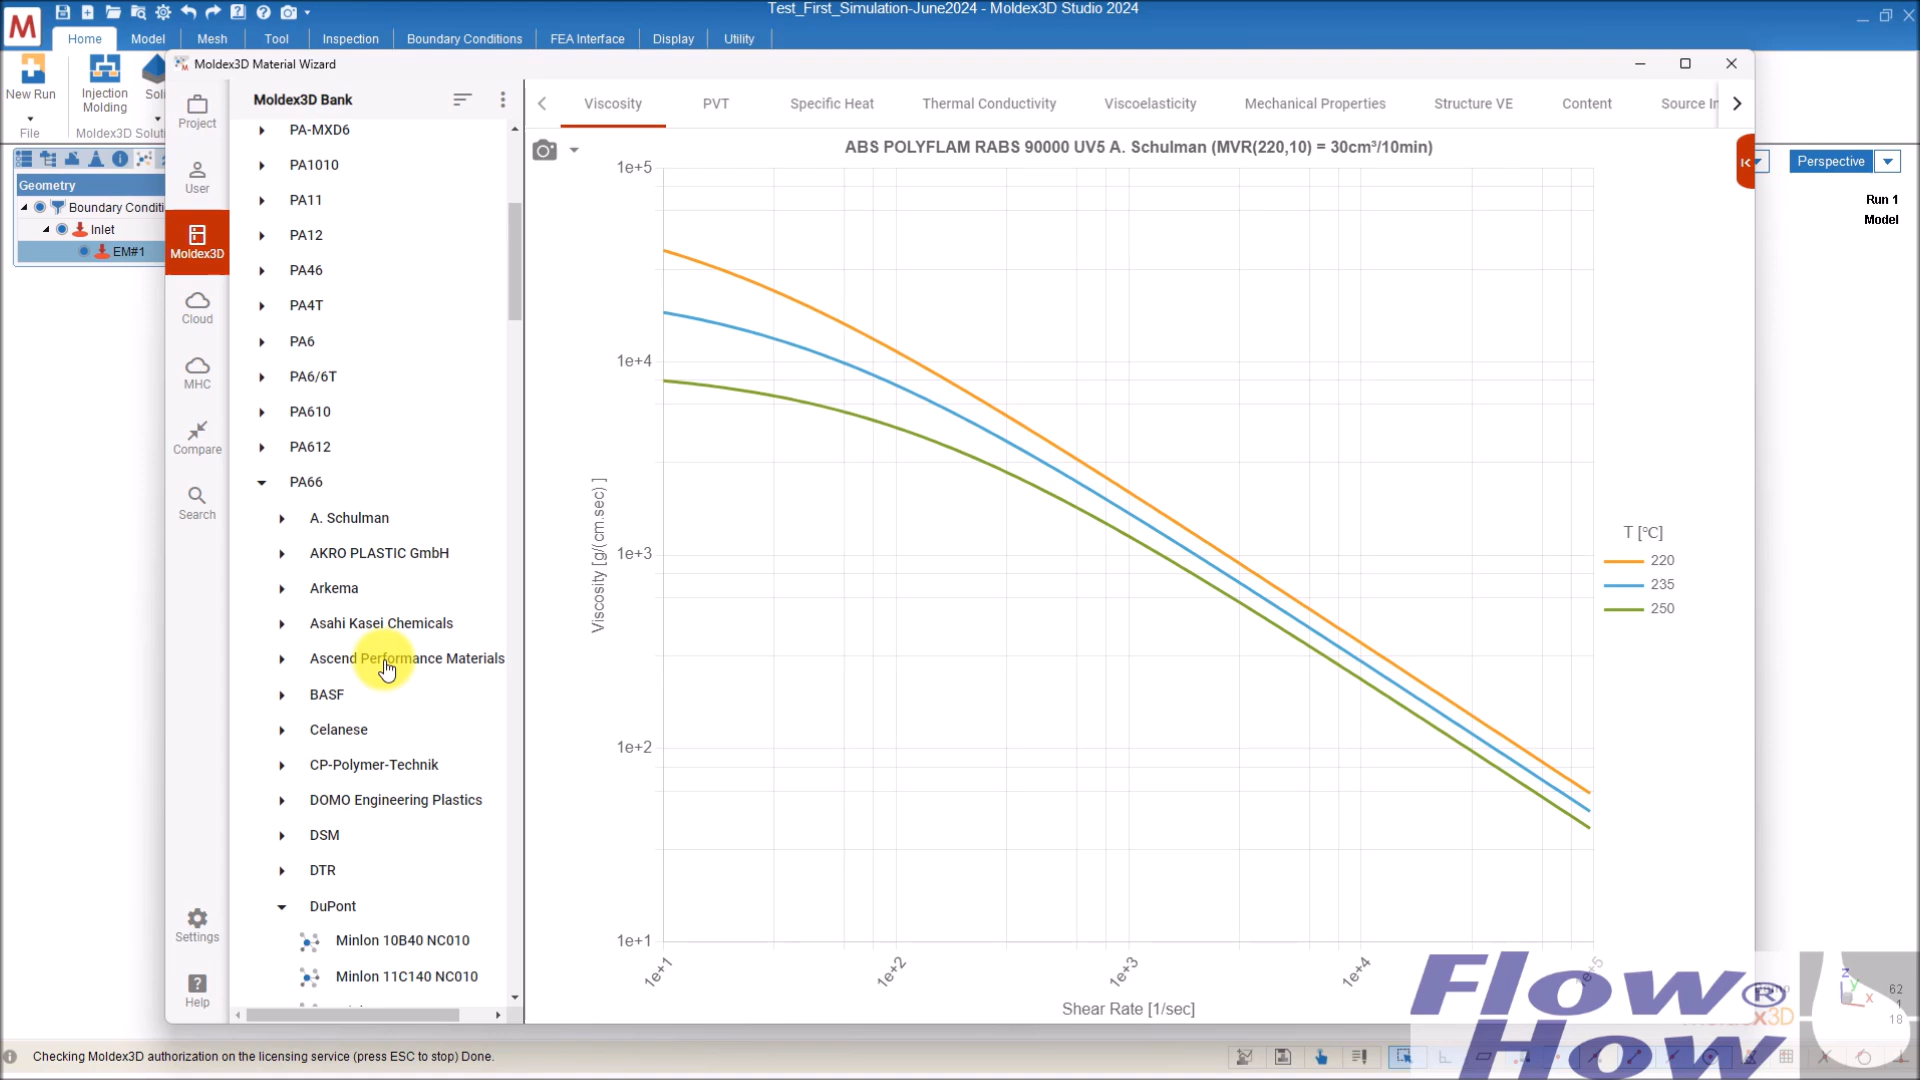 Test_First_Simulation-June2024 - Moldex3D Studio 2024
Home
Model
Mesh
Tool
Inspection
Boundary Conditions
FEA Interface
Display
Utility
New Run
Injection
Molding
File
Moldex3D Material Wizard
Geometry
Boundary Conditi
Inlet
EM#1
Project
User
Moldex3D
Cloud
MHC
Compare
Search
Settings
Help
Moldex3D Bank
PA-MXD6
PA1010
PA11
PA12
PA46
PA4T
PA6
PA6/6T
PA610
PA612
PA66
A. Schulman
AKRO PLASTIC GmbH
Arkema
Asahi Kasei Chemicals
Ascend Performance Materials
BASF
Celanese
CP-Polymer-Technik
DOMO Engineering Plastics
DSM
DTR
DuPont
Minlon 10B40 NC010
Minlon 11C140 NC010
Viscosity
PVT
Specific Heat
Thermal Conductivity
Viscoelasticity
Mechanical Properties
Structure VE
Content
Source In
ABS POLYFLAM RABS 90000 UV5 A. Schulman (MVR(220,10) = 30cm³/10min)
1e+5
1e+4
1e+3
1e+2
1e+1
Viscosity [g/(cm.sec) ]
1e+1
1e+2
1e+3
1e+4
Shear Rate [1/sec]
T [°C]
220
235
250
Perspective
Run 1
Model
Flow®
How
62
1
18
Checking Moldex3D authorization on the licensing service (press ESC to stop) Done.